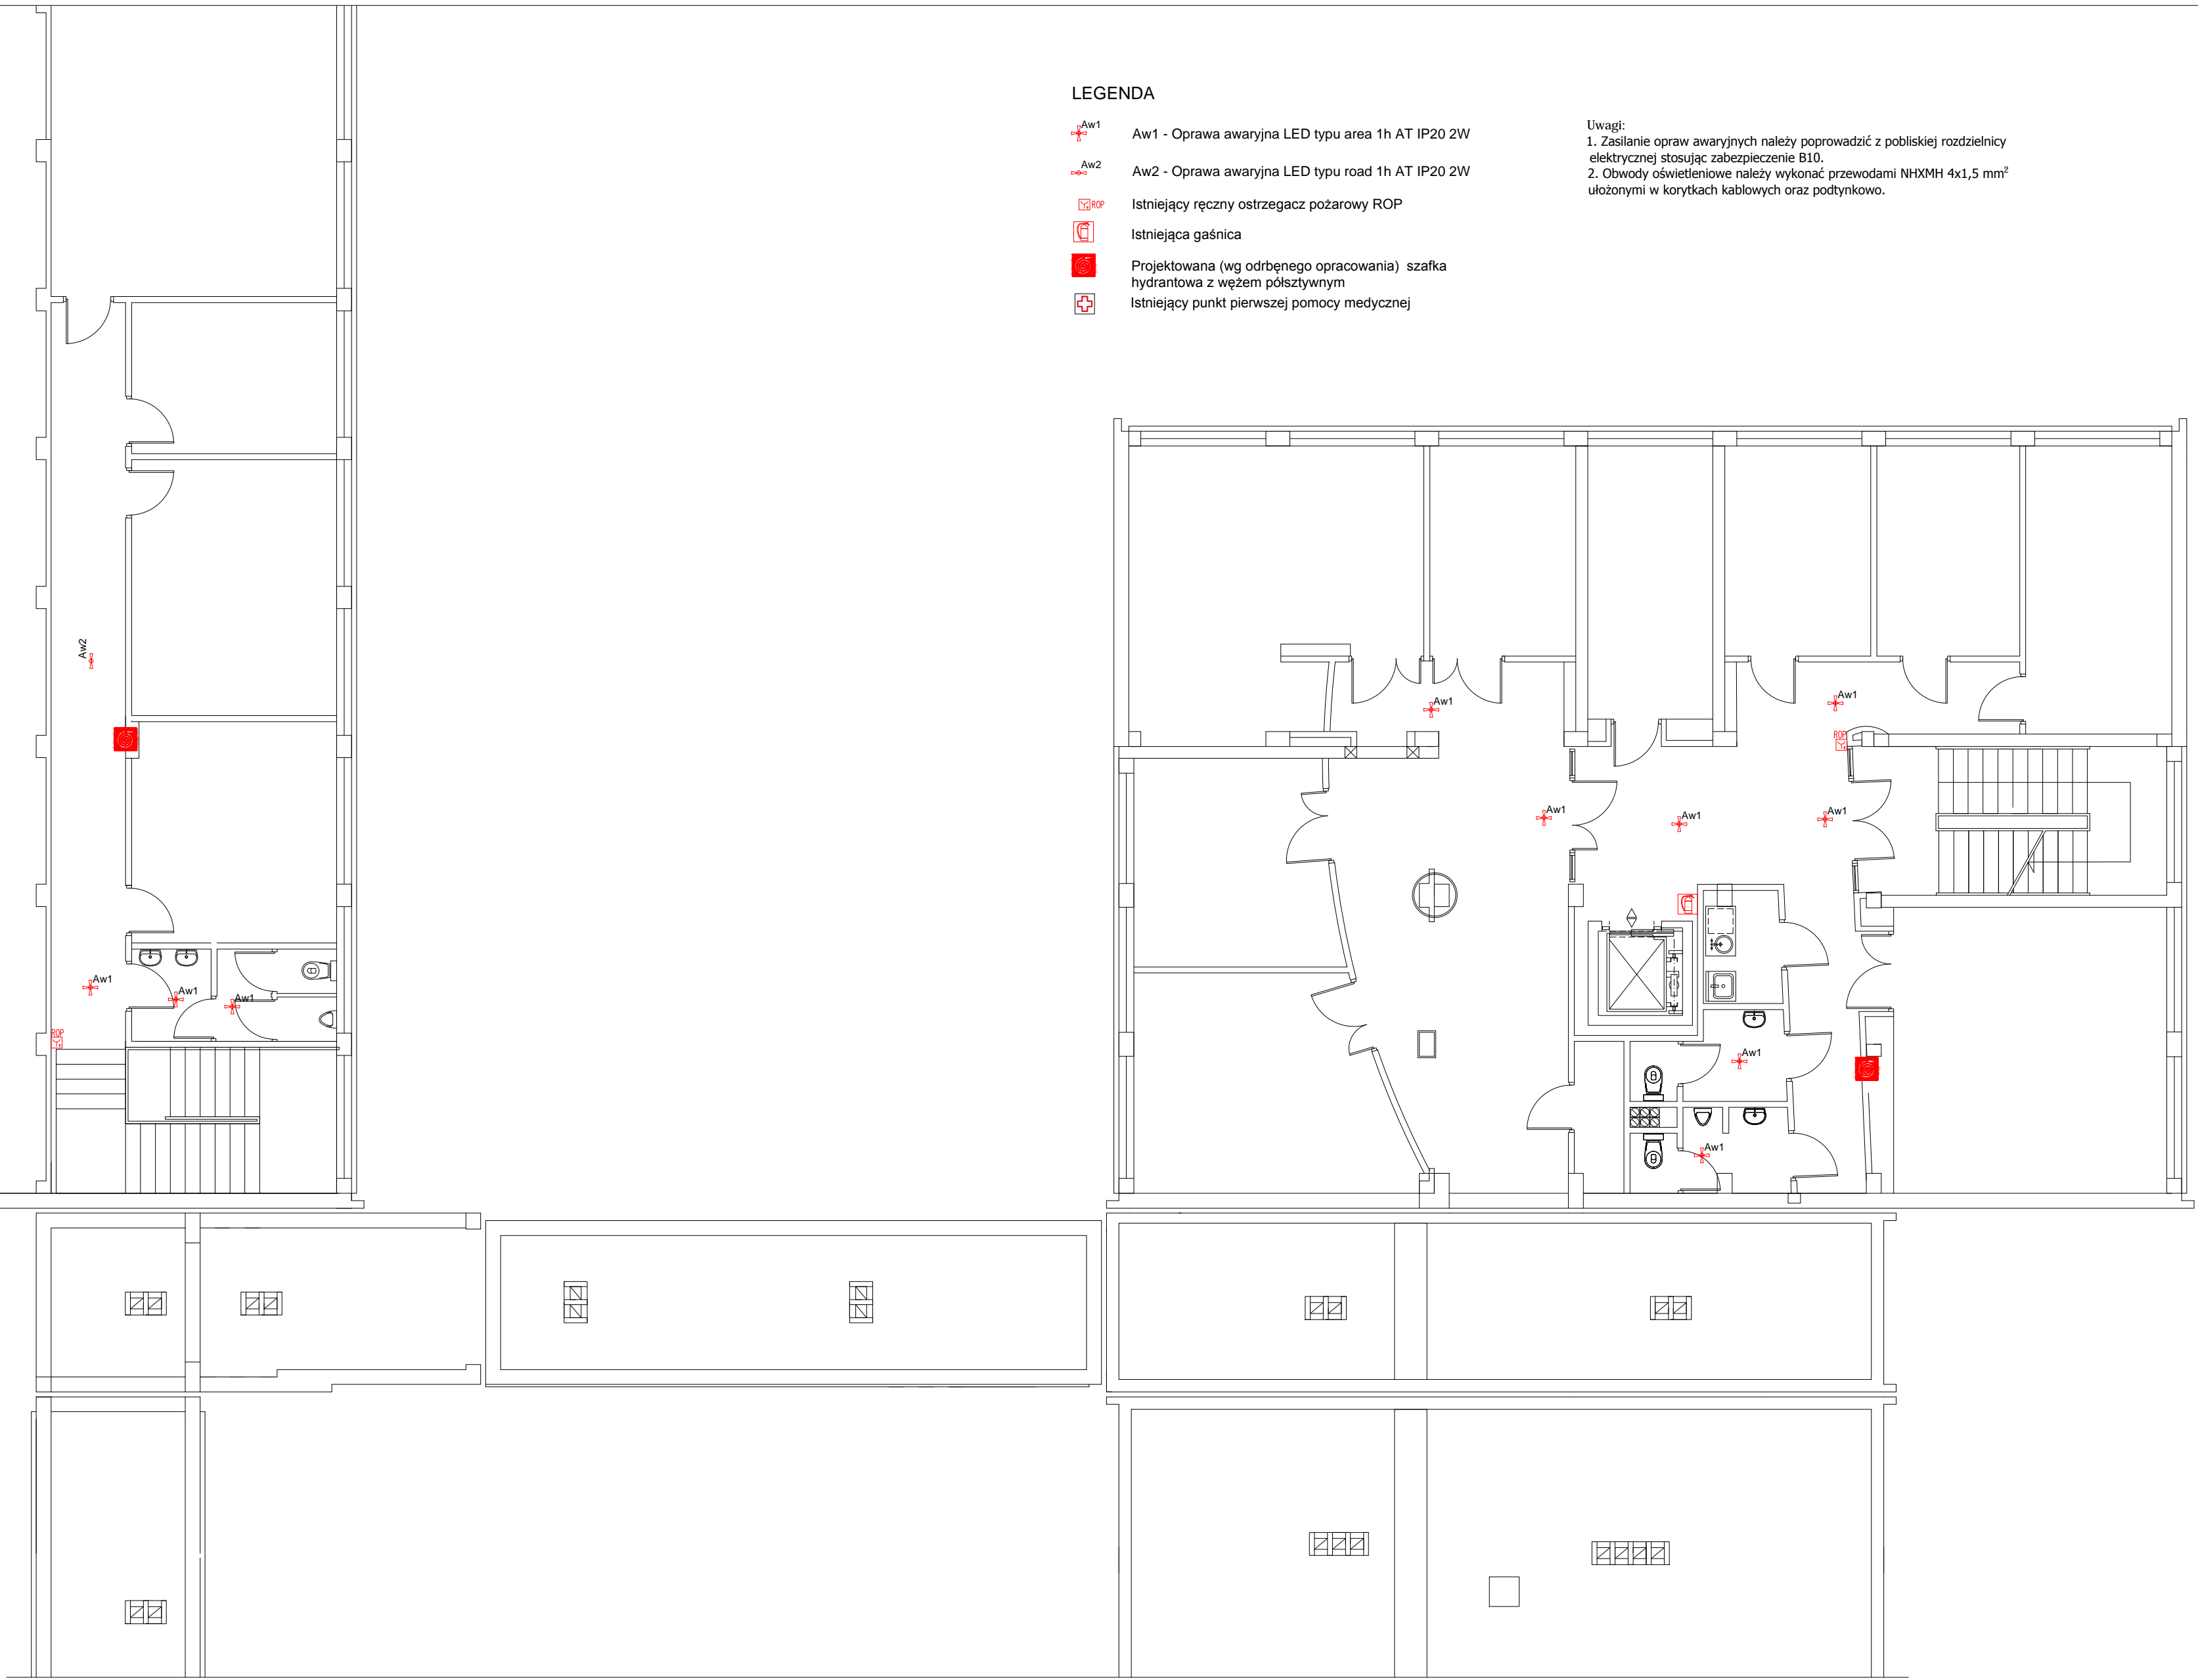 LEGENDA
Aw1
Aw1 - Oprawa awaryjna LED typu area 1h AT IP20 2W
Aw2
Aw2 - Oprawa awaryjna LED typu road 1h AT IP20 2W
ROP
Istniejący ręczny ostrzegacz pożarowy ROP
Istniejąca gaśnica
Projektowana (wg odrbęnego opracowania) szafka
hydrantowa z wężem półsztywnym
Istniejący punkt pierwszej pomocy medycznej
Uwagi:
1. Zasilanie opraw awaryjnych należy poprowadzić z pobliskiej rozdzielnicy
elektrycznej stosując zabezpieczenie B10.
2. Obwody oświetleniowe należy wykonać przewodami NHXMH 4x1,5 mm²
ułożonymi w korytkach kablowych oraz podtynkowo.
Aw2
Aw1
Aw1
Aw1
ROP
Aw1
Aw1
ROP
Aw1
Aw1
Aw1
Aw1
Aw1